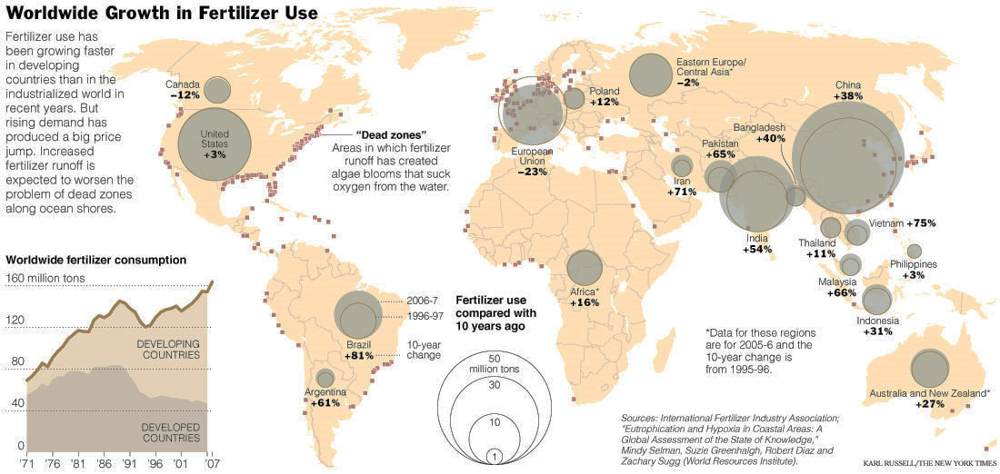 Worldwide Growth in Fertilizer Use
Fertilizer use has
been growing faster
in developing
countries than in the
industrialized world in
recent years. But
rising demand has
produced a big price
jump. Increased
fertilizer runoff is
expected to worsen the
problem of dead zones
along ocean shores.
Canada
–12%
United
States
+3%
“Dead zones”
Areas in which fertilizer
runoff has created
algae blooms that suck
oxygen from the water.
European
Union
–23%
Poland
+12%
Eastern Europe/
Central Asia*
–2%
China
+38%
Bangladesh
+40%
Pakistan
+65%
Iran
+71%
India
+54%
Vietnam +75%
Thailand
+11%
Philippines
+3%
Malaysia
+66%
Indonesia
+31%
Africa*
+16%
Australia and New Zealand*
+27%
Brazil
+81%
Argentina
+61%
2006-7
1996-97
10-year
change
Fertilizer use
compared with
10 years ago
50
million tons
30
10
1
*Data for these regions
are for 2005-6 and the
10-year change is
from 1995-96.
Worldwide fertilizer consumption
160 million tons
120
80
40
0
DEVELOPING
COUNTRIES
DEVELOPED
COUNTRIES
’71 ’76 ’81 ’86 ’91 ’96 ’01 ’07
Sources: International Fertilizer Industry Association;
"Eutrophication and Hypoxia in Coastal Areas: A
Global Assessment of the State of Knowledge,"
Mindy Selman, Suzie Greenhalgh, Robert Diaz and
Zachary Sugg (World Resources Institute).
KARL RUSSELL/THE NEW YORK TIMES